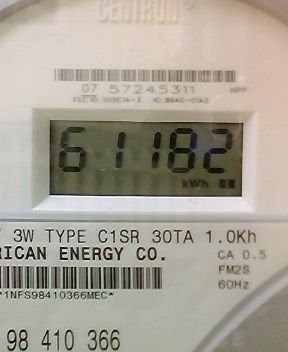 CENTRON
07 57245311 HPP
61182
kWh
3W TYPE C1SR 30TA 1.0Kh
RICAN ENERGY CO. CA 0.5
FM2S
60Hz
*1NFS98410366MEC*
98 410 366